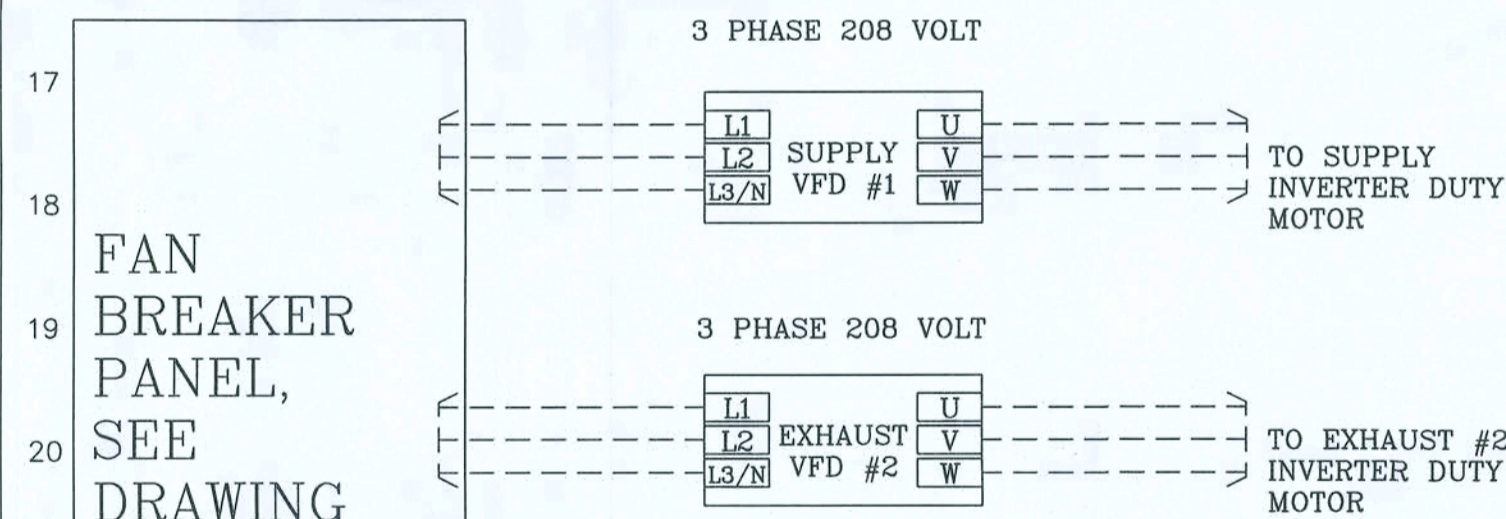 3 PHASE 208 VOLT
17
L1
U
L2
SUPPLY
V
TO SUPPLY
L3/N
VFD #1
W
INVERTER DUTY
18
MOTOR
FAN
BREAKER
PANEL,
SEE
DRAWING
19
3 PHASE 208 VOLT
L1
U
L2
EXHAUST
V
TO EXHAUST #2
20
L3/N
VFD #2
W
INVERTER DUTY
MOTOR